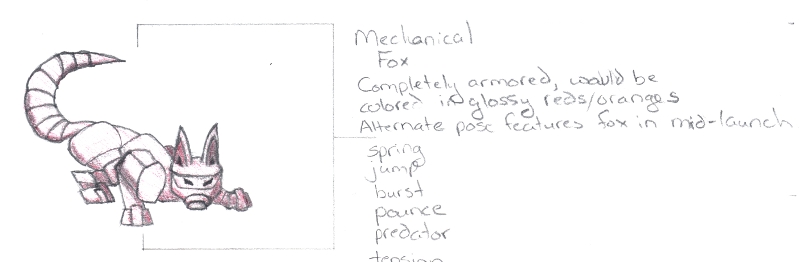 Mechanical
Fox
Completely armored, would be
colored in glossy reds/oranges
Alternate pose features fox in mid-launch
spring
jump
burst
pounce
predator
tension